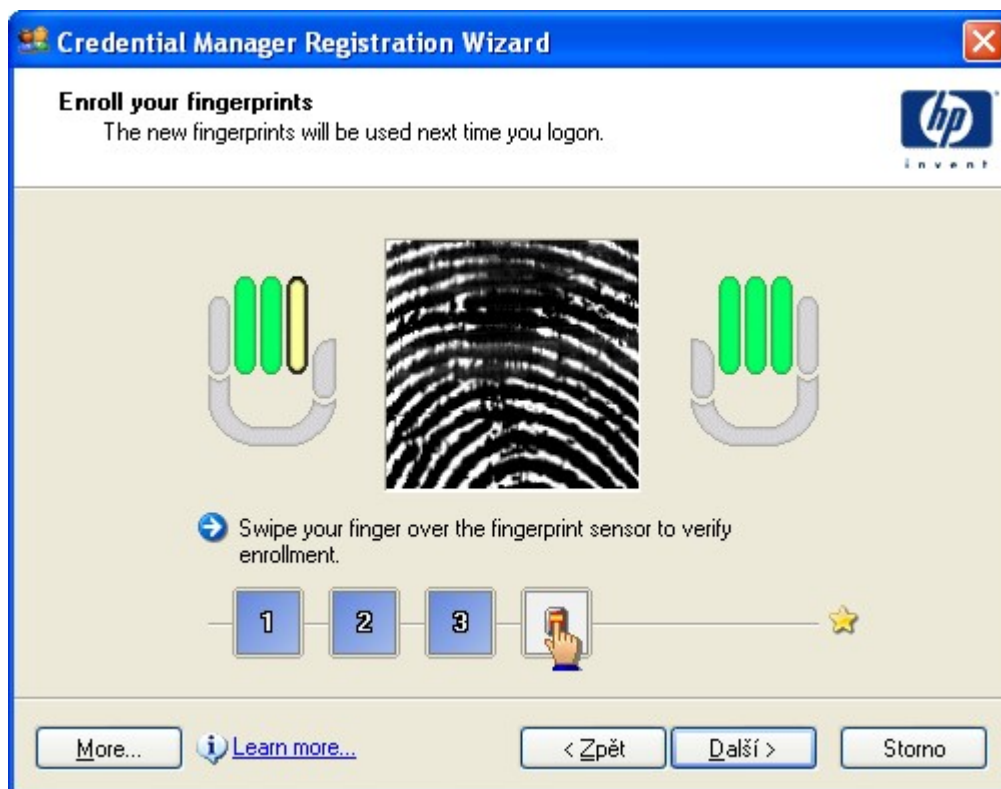 Credential Manager Registration Wizard
Enroll your fingerprints
The new fingerprints will be used next time you logon.
hp
invent
Swipe your finger over the fingerprint sensor to verify
enrollment.
1 2 3
More... Learn more... < Zpět Další > Storno